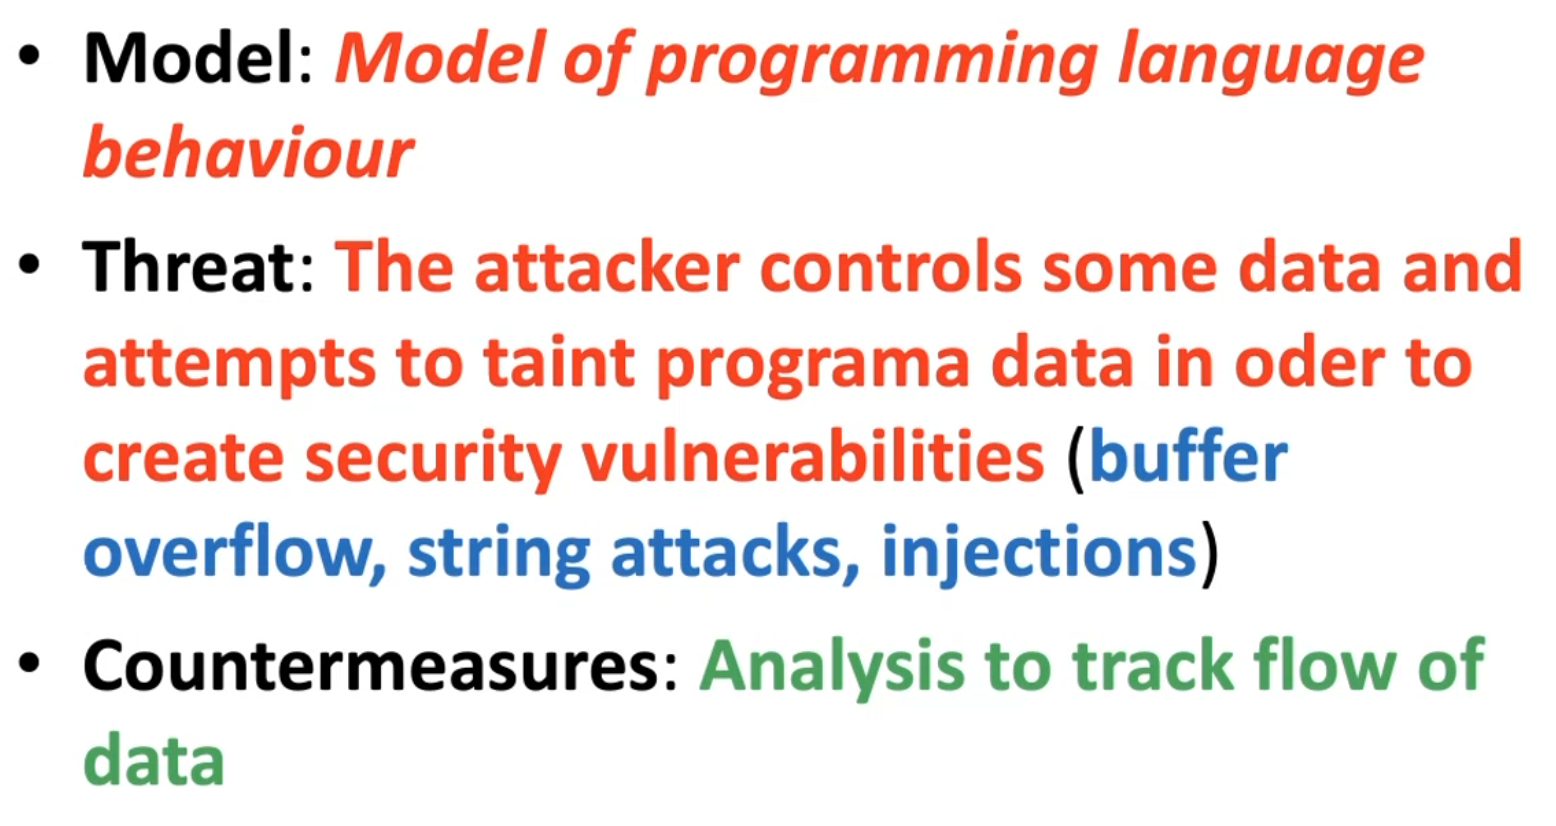 • Model: Model of programming language
behaviour
• Threat: The attacker controls some data and
attempts to taint programa data in oder to
create security vulnerabilities (buffer
overflow, string attacks, injections)
• Countermeasures: Analysis to track flow of
data